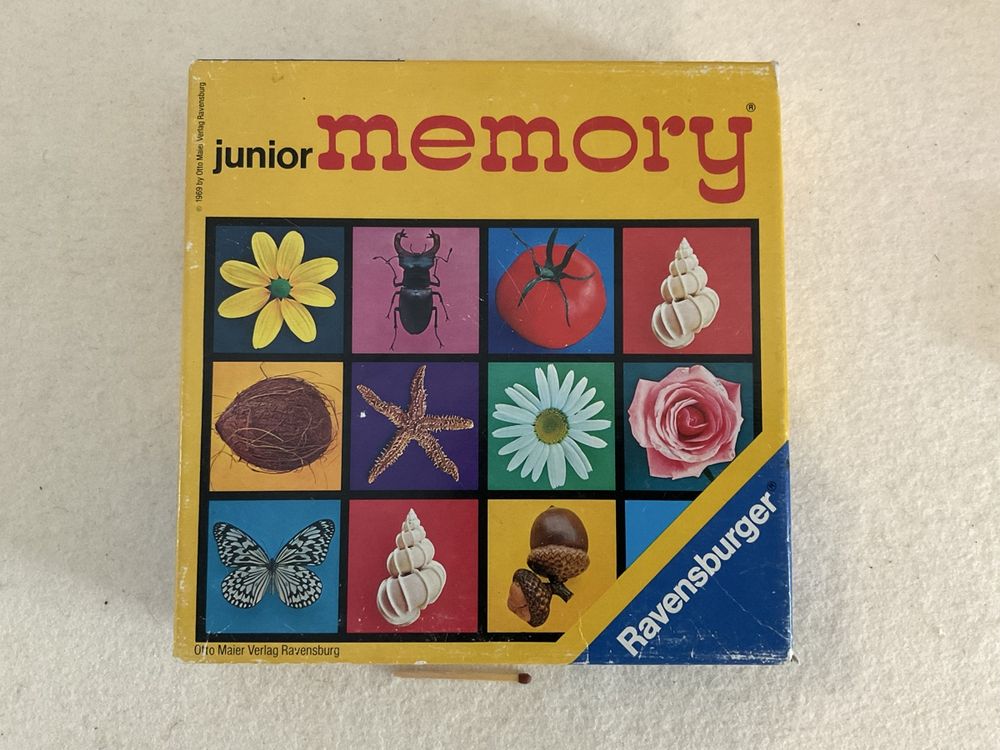 © 1969 by Otto Maier Verlag Ravensburg
junior memory®
Ravensburger®
Otto Maier Verlag Ravensburg